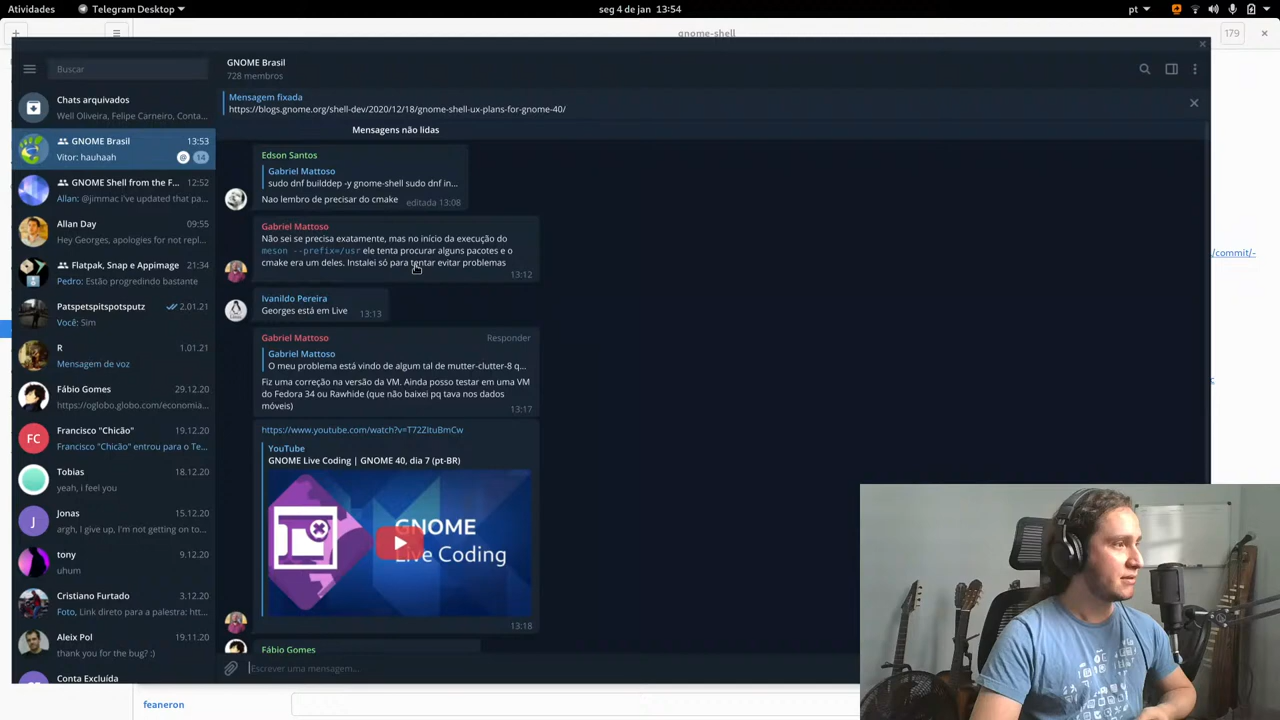 Atividades
Telegram Desktop
seg 4 de jan 13:54
pt
gnome-shell
179
Buscar
Chats arquivados
Well Oliveira, Felipe Carneiro, Conta...
GNOME Brasil 13:53
Vitor: hauhaah @ 14
GNOME Shell from the F... 12:52
Allan: @jimmac i've updated that pa...
Allan Day 09:55
Hey Georges, apologies for not repl...
Flatpak, Snap e Appimage 21:34
Pedro: Estão progredindo bastante
Patspetspitspotsputz 2.01.21
Você: Sim
R 1.01.21
Mensagem de voz
Fábio Gomes 29.12.20
https://oglobo.globo.com/economia...
FC
Francisco "Chicão" 19.12.20
Francisco "Chicão" entrou para o Te...
Tobias 18.12.20
yeah, i feel you
J
Jonas 15.12.20
argh, I give up, I'm not getting on to...
tony 9.12.20
uhum
Cristiano Furtado 3.12.20
Foto, Link direto para a palestra: htt...
Aleix Pol 19.11.20
thank you for the bug? :)
Conta Excluída
GNOME Brasil
728 membros
Mensagem fixada
https://blogs.gnome.org/shell-dev/2020/12/18/gnome-shell-ux-plans-for-gnome-40/
Mensagens não lidas
Edson Santos
Gabriel Mattoso
sudo dnf builddep -y gnome-shell sudo dnf in...
Nao lembro de precisar do cmake editada 13:08
Gabriel Mattoso
Não sei se precisa exatamente, mas no início da execução do
meson --prefix=/usr ele tenta procurar alguns pacotes e o
cmake era um deles. Instalei só para tentar evitar problemas
13:12
Ivanildo Pereira
Georges está em Live 13:13
Gabriel Mattoso Responder
Gabriel Mattoso
O meu problema está vindo de algum tal de mutter-clutter-8 q...
Fiz uma correção na versão da VM. Ainda posso testar em uma VM
do Fedora 34 ou Rawhide (que não baixei pq tava nos dados
móveis) 13:17
https://www.youtube.com/watch?v=T72ZItuBmCw
YouTube
GNOME Live Coding | GNOME 40, dia 7 (pt-BR)
GNOME
Live Coding
13:18
Fábio Gomes
Escrever uma mensagem...
/commit/-
feaneron